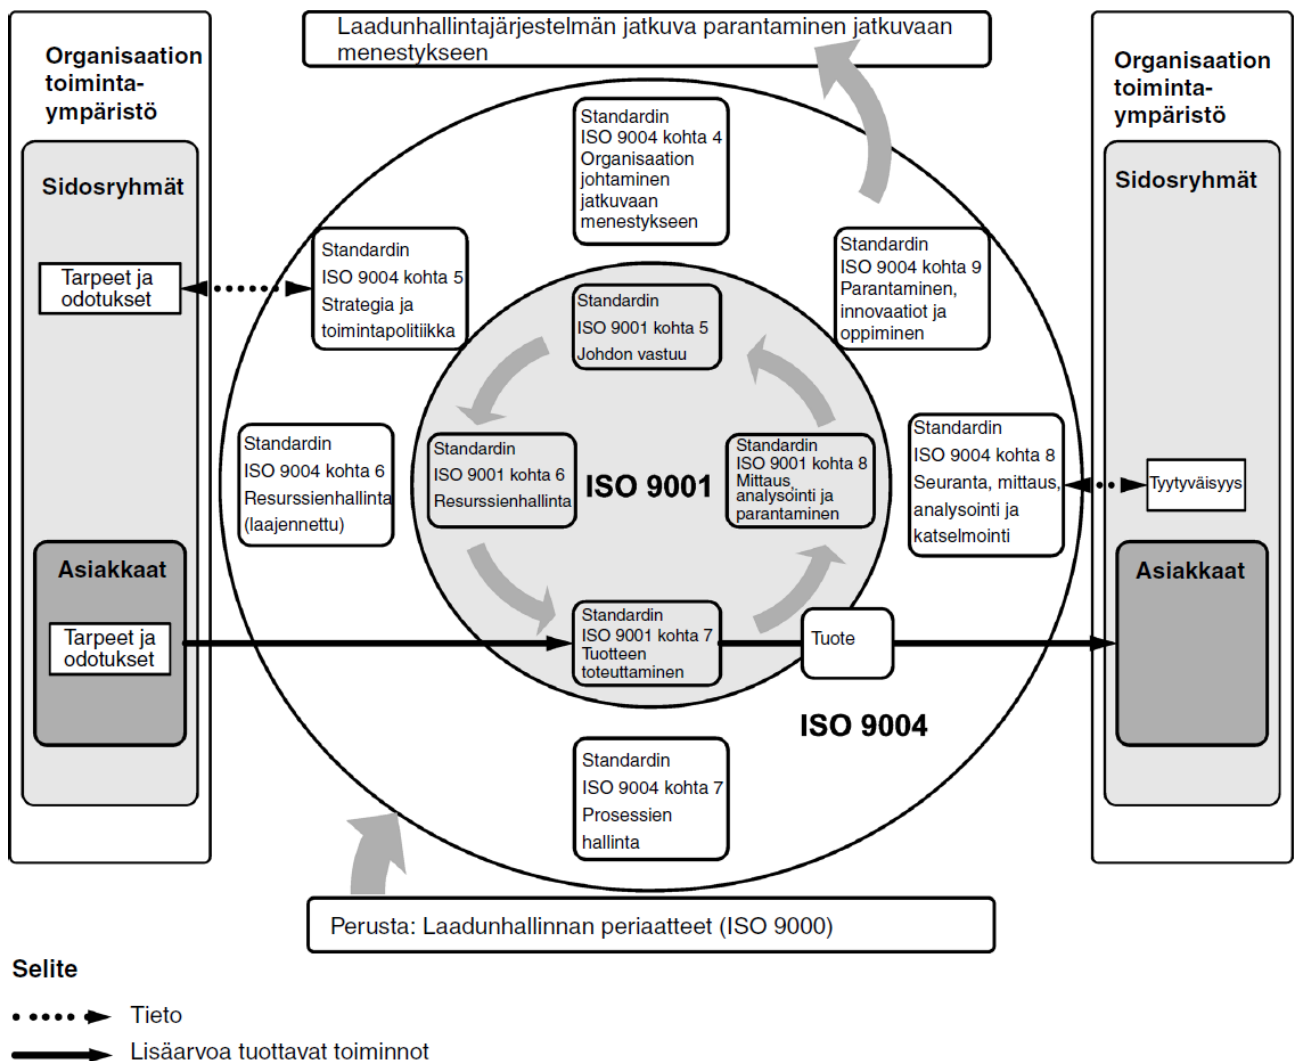 Laadunhallintajärjestelmän jatkuva parantaminen jatkuvaan
menestykseen
Organisaation
toiminta-
ympäristö
Sidosryhmät
Tarpeet ja
odotukset
Asiakkaat
Tarpeet ja
odotukset
Standardin
ISO 9004 kohta 4
Organisaation
johtaminen
jatkuvaan
menestykseen
Standardin
ISO 9004 kohta 5
Strategia ja
toimintapolitiikka
Standardin
ISO 9004 kohta 9
Parantaminen,
innovaatiot ja
oppiminen
Standardin
ISO 9001 kohta 5
Johdon vastuu
Standardin
ISO 9004 kohta 6
Resurssienhallinta
(laajennettu)
Standardin
ISO 9001 kohta 6
Resurssienhallinta
ISO 9001
Standardin
ISO 9001 kohta 8
Mittaus,
analysointi ja
parantaminen
Standardin
ISO 9004 kohta 8
Seuranta, mittaus,
analysointi ja
katselmointi
Standardin
ISO 9001 kohta 7
Tuotteen
toteuttaminen
Tuote
ISO 9004
Standardin
ISO 9004 kohta 7
Prosessien
hallinta
Organisaation
toiminta-
ympäristö
Sidosryhmät
Tyytyväisyys
Asiakkaat
Perusta: Laadunhallinnan periaatteet (ISO 9000)
Selite
Tieto
Lisäarvoa tuottavat toiminnot